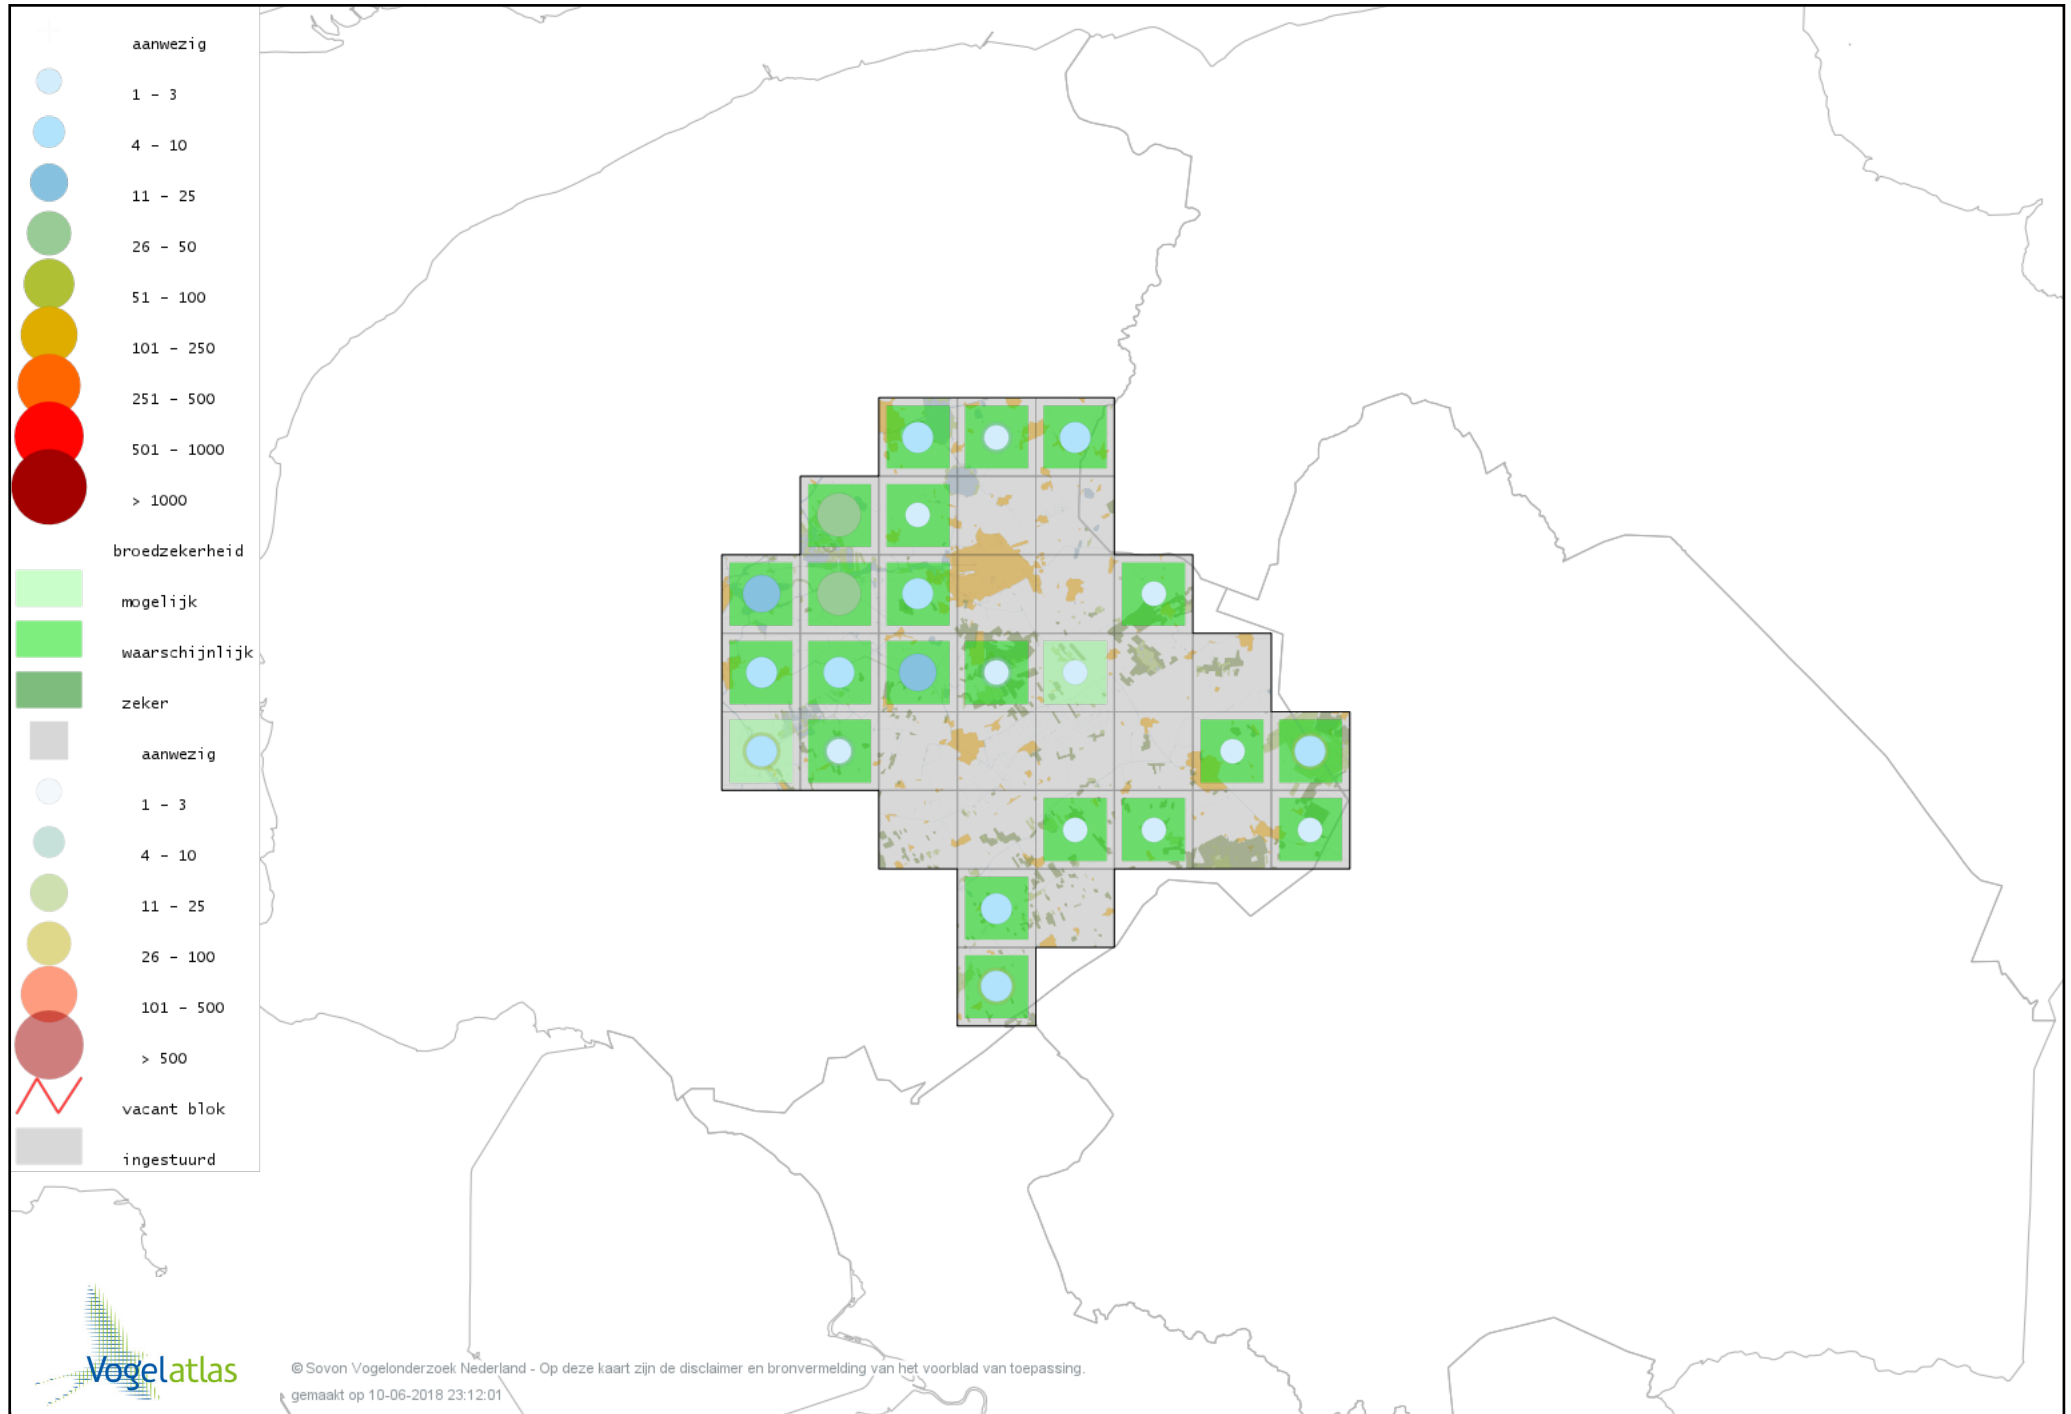 aanwezig
1 - 3
4 - 10
11 - 25
26 - 50
51 - 100
101 - 250
251 - 500
501 - 1000
> 1000
broedzekerheid
mogelijk
waarschijnlijk
zeker
aanwezig
1 - 3
4 - 10
11 - 25
26 - 100
101 - 500
> 500
vacant blok
ingestuurd
Vogelatlas
© Sovon Vogelonderzoek Nederland - Op deze kaart zijn de disclaimer en bronvermelding van het voorblad van toepassing.
gemaakt op 10-06-2018 23:12:01